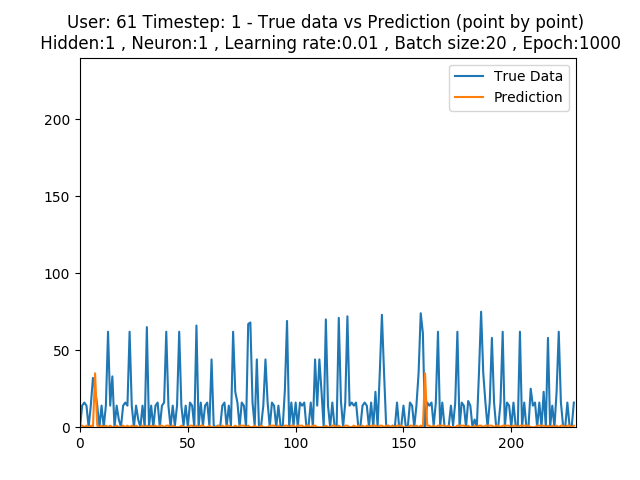 User: 61 Timestep: 1 - True data vs Prediction (point by point)
Hidden:1 , Neuron:1 , Learning rate:0.01 , Batch size:20 , Epoch:1000
True Data
Prediction
200
150
100
50
0
0 50 100 150 200